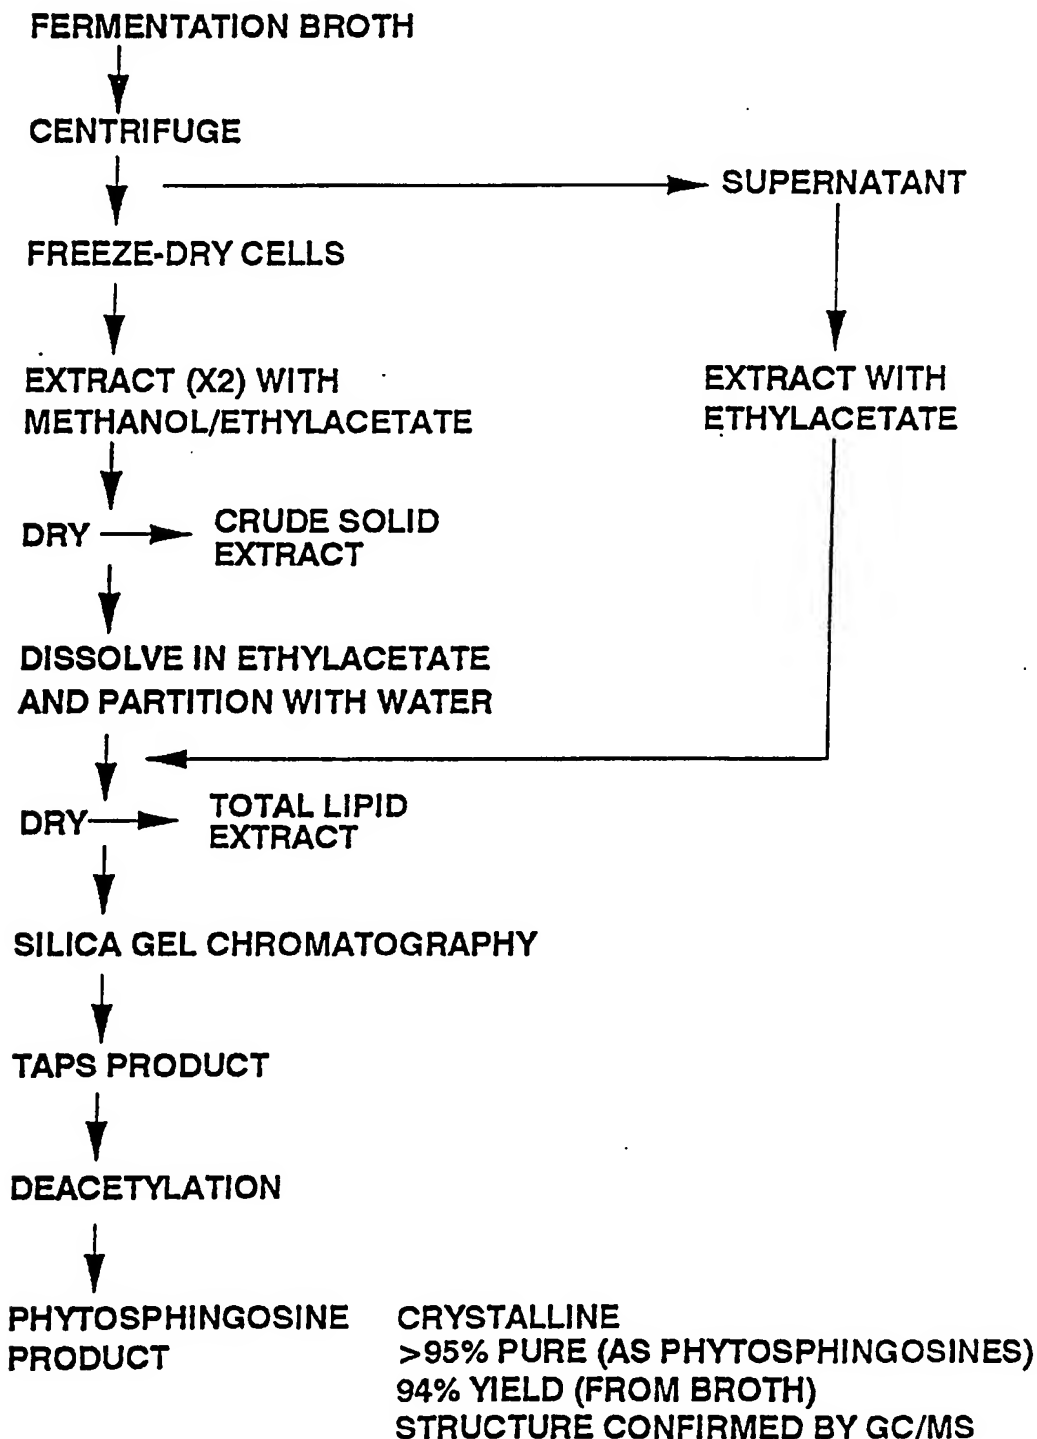 FERMENTATION BROTH
CENTRIFUGE
SUPERNATANT
FREEZE-DRY CELLS
EXTRACT (X2) WITH
METHANOL/ETHYLACETATE
EXTRACT WITH
ETHYLACETATE
DRY
CRUDE SOLID
EXTRACT
DISSOLVE IN ETHYLACETATE
AND PARTITION WITH WATER
DRY
TOTAL LIPID
EXTRACT
SILICA GEL CHROMATOGRAPHY
TAPS PRODUCT
DEACETYLATION
PHYTOSPHINGOSINE
PRODUCT
CRYSTALLINE
>95% PURE (AS PHYTOSPHINGOSINES)
94% YIELD (FROM BROTH)
STRUCTURE CONFIRMED BY GC/MS